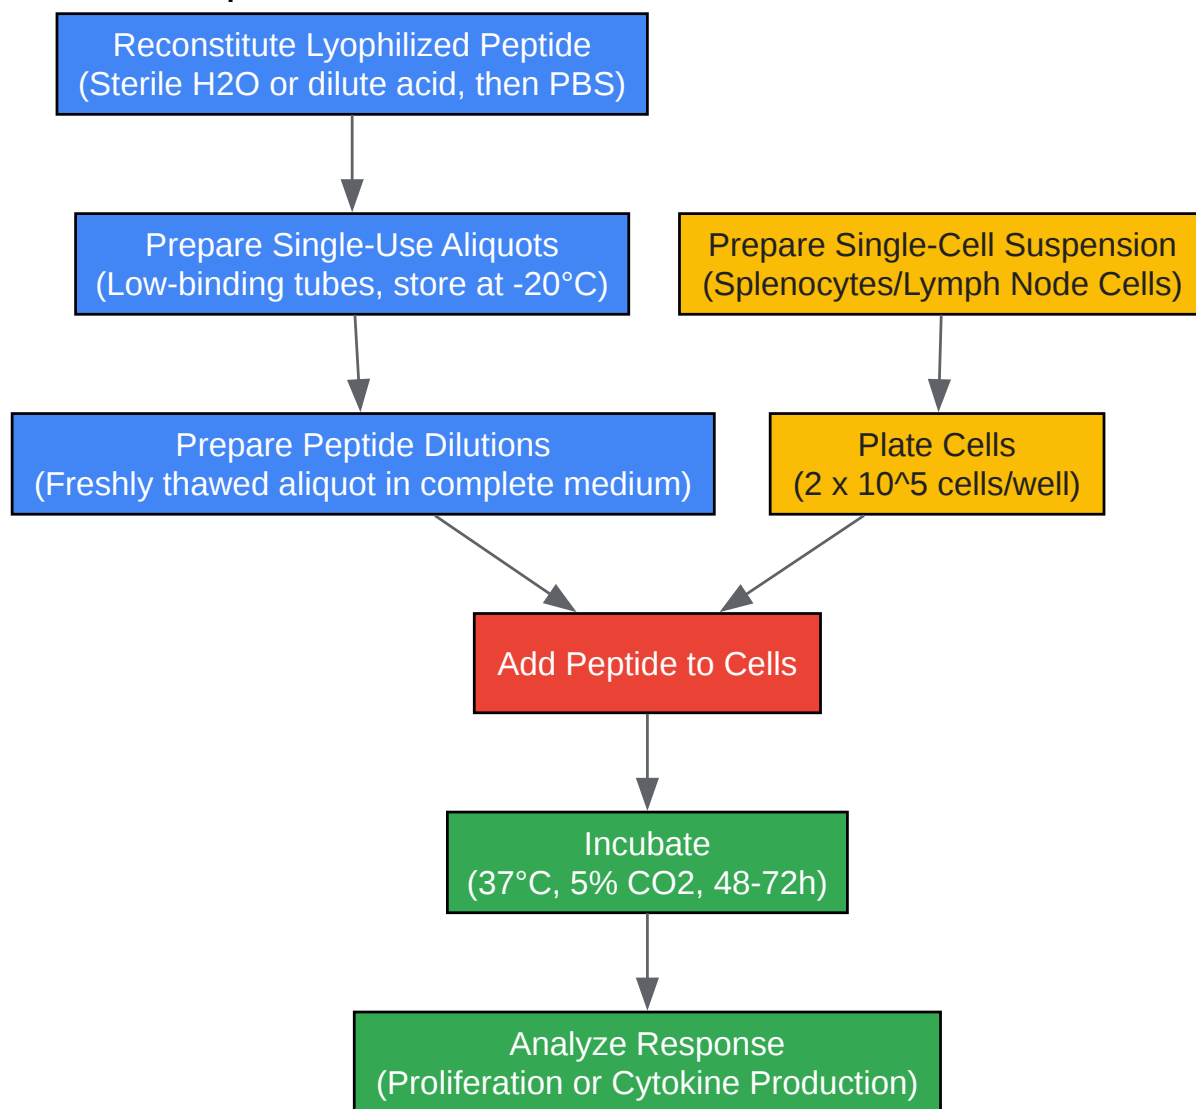 Reconstitute Lyophilized Peptide
(Sterile H2O or dilute acid, then PBS)
Prepare Single-Use Aliquots
(Low-binding tubes, store at -20°C)
Prepare Single-Cell Suspension
(Splenocytes/Lymph Node Cells)
Prepare Peptide Dilutions
(Freshly thawed aliquot in complete medium)
Plate Cells
(2 x 10^5 cells/well)
Add Peptide to Cells
Incubate
(37°C, 5% CO2, 48-72h)
Analyze Response
(Proliferation or Cytokine Production)